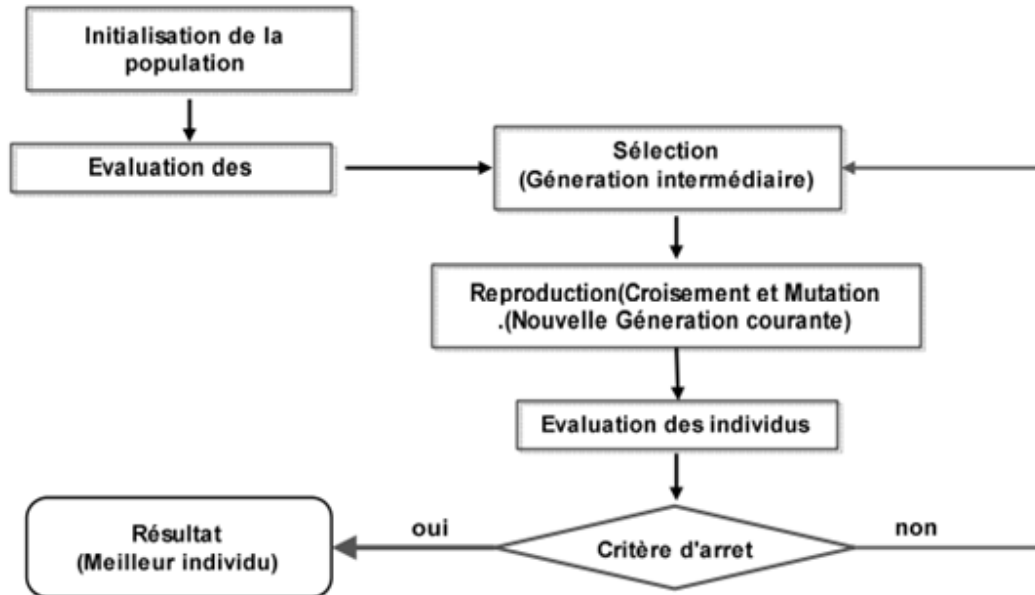 Initialisation de la
population
Evaluation des
Sélection
(Géneration intermédiaire)
Reproduction(Croisement et Mutation
.(Nouvelle Géneration courante)
Evaluation des individus
Critère d'arret
oui
non
Résultat
(Meilleur individu)